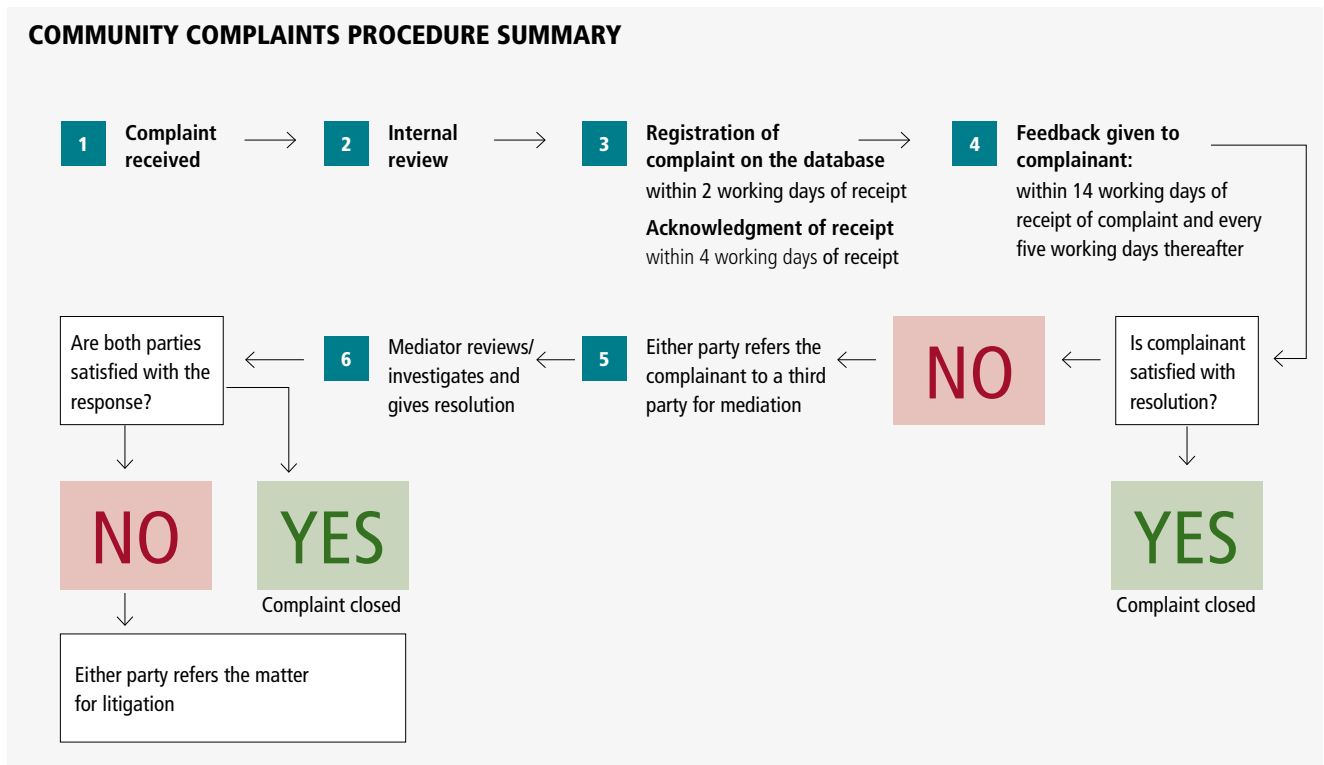 COMMUNITY COMPLAINTS PROCEDURE SUMMARY
1
Complaint
received
2
Internal
review
3
Registration of
complaint on the database
within 2 working days of receipt
Acknowledgment of receipt
within 4 working days of receipt
4
Feedback given to
complainant:
within 14 working days of
receipt of complaint and every
five working days thereafter
Is complainant
satisfied with
resolution?
YES
Complaint closed
NO
5
Either party refers the
complainant to a third
party for mediation
6
Mediator reviews/
investigates and
gives resolution
Are both parties
satisfied with the
response?
YES
Complaint closed
NO
Either party refers the matter
for litigation